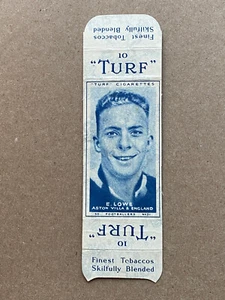 Finest Tobaccos
Skilfully Blended
10
"TURF"
TURF CIGARETTES
E. LOWE
ASTON VILLA & ENGLAND
50 FOOTBALLERS
"TURF"
10
Finest Tobaccos
Skilfully Blended